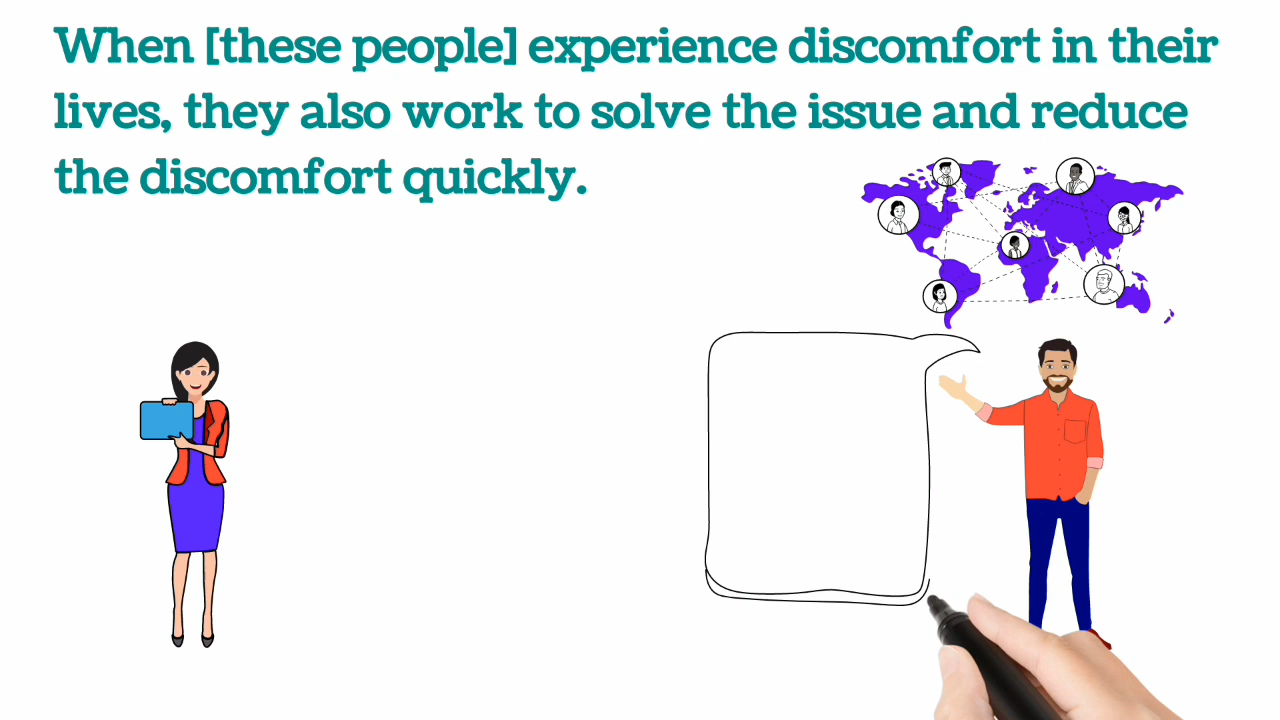 When [these people] experience discomfort in their
lives, they also work to solve the issue and reduce
the discomfort quickly.